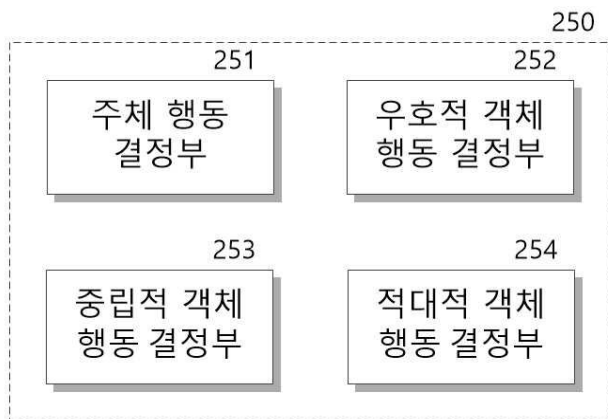 250
251
주체 행동
결정부
252
우호적 객체
행동 결정부
253
중립적 객체
행동 결정부
254
적대적 객체
행동 결정부